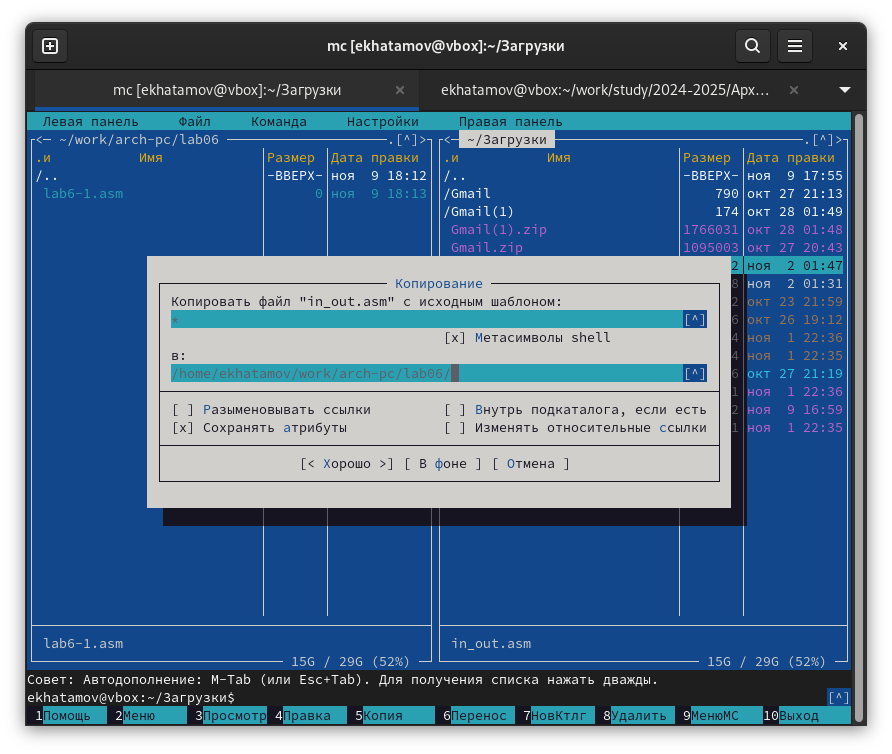 mc [ekhatamov@vbox]:~/Загрузки
mc [ekhatamov@vbox]:~/Загрузки × ekhatamov@vbox:~/work/study/2024-2025/Арх… ×
Левая панель Файл Команда Настройки Правая панель
<─ ~/work/arch-pc/lab06 .[^]> <─ ~/Загрузки .[^]>
.и Имя Размер Дата правки .и Имя Размер Дата правки
/.. -ВВЕРХ- ноя 9 18:12 /.. -ВВЕРХ- ноя 9 17:55
lab6-1.asm 0 ноя 9 18:13 /Gmail 790 окт 27 21:13
/Gmail(1) 174 окт 28 01:49
Gmail(1).zip 1766031 окт 28 01:48
Gmail.zip 1095003 окт 27 20:43
2 ноя 2 01:47
Копирование 8 ноя 2 01:31
Копировать файл "in_out.asm" с исходным шаблоном: 2 окт 23 21:59
* [^] 6 окт 26 19:12
[x] Метасимволы shell 4 ноя 1 22:36
в: 4 ноя 1 22:35
/home/ekhatamov/work/arch-pc/lab06/ [^] 6 окт 27 21:19
1 ноя 1 22:36
[ ] Разыменовывать ссылки [ ] Внутрь подкаталога, если есть 2 ноя 9 16:59
[x] Сохранять атрибуты [ ] Изменять относительные ссылки 1 ноя 1 22:35
[< Хорошо >] [ В фоне ] [ Отмена ]
lab6-1.asm in_out.asm
15G / 29G (52%) 15G / 29G (52%)
Совет: Автодополнение: M-Tab (или Esc+Tab). Для получения списка нажать дважды.
ekhatamov@vbox:~/Загрузки$ [^]
1Помощь 2Меню 3Просмотр 4Правка 5Копия 6Перенос 7НовКтлг 8Удалить 9МенюМС 10Выход